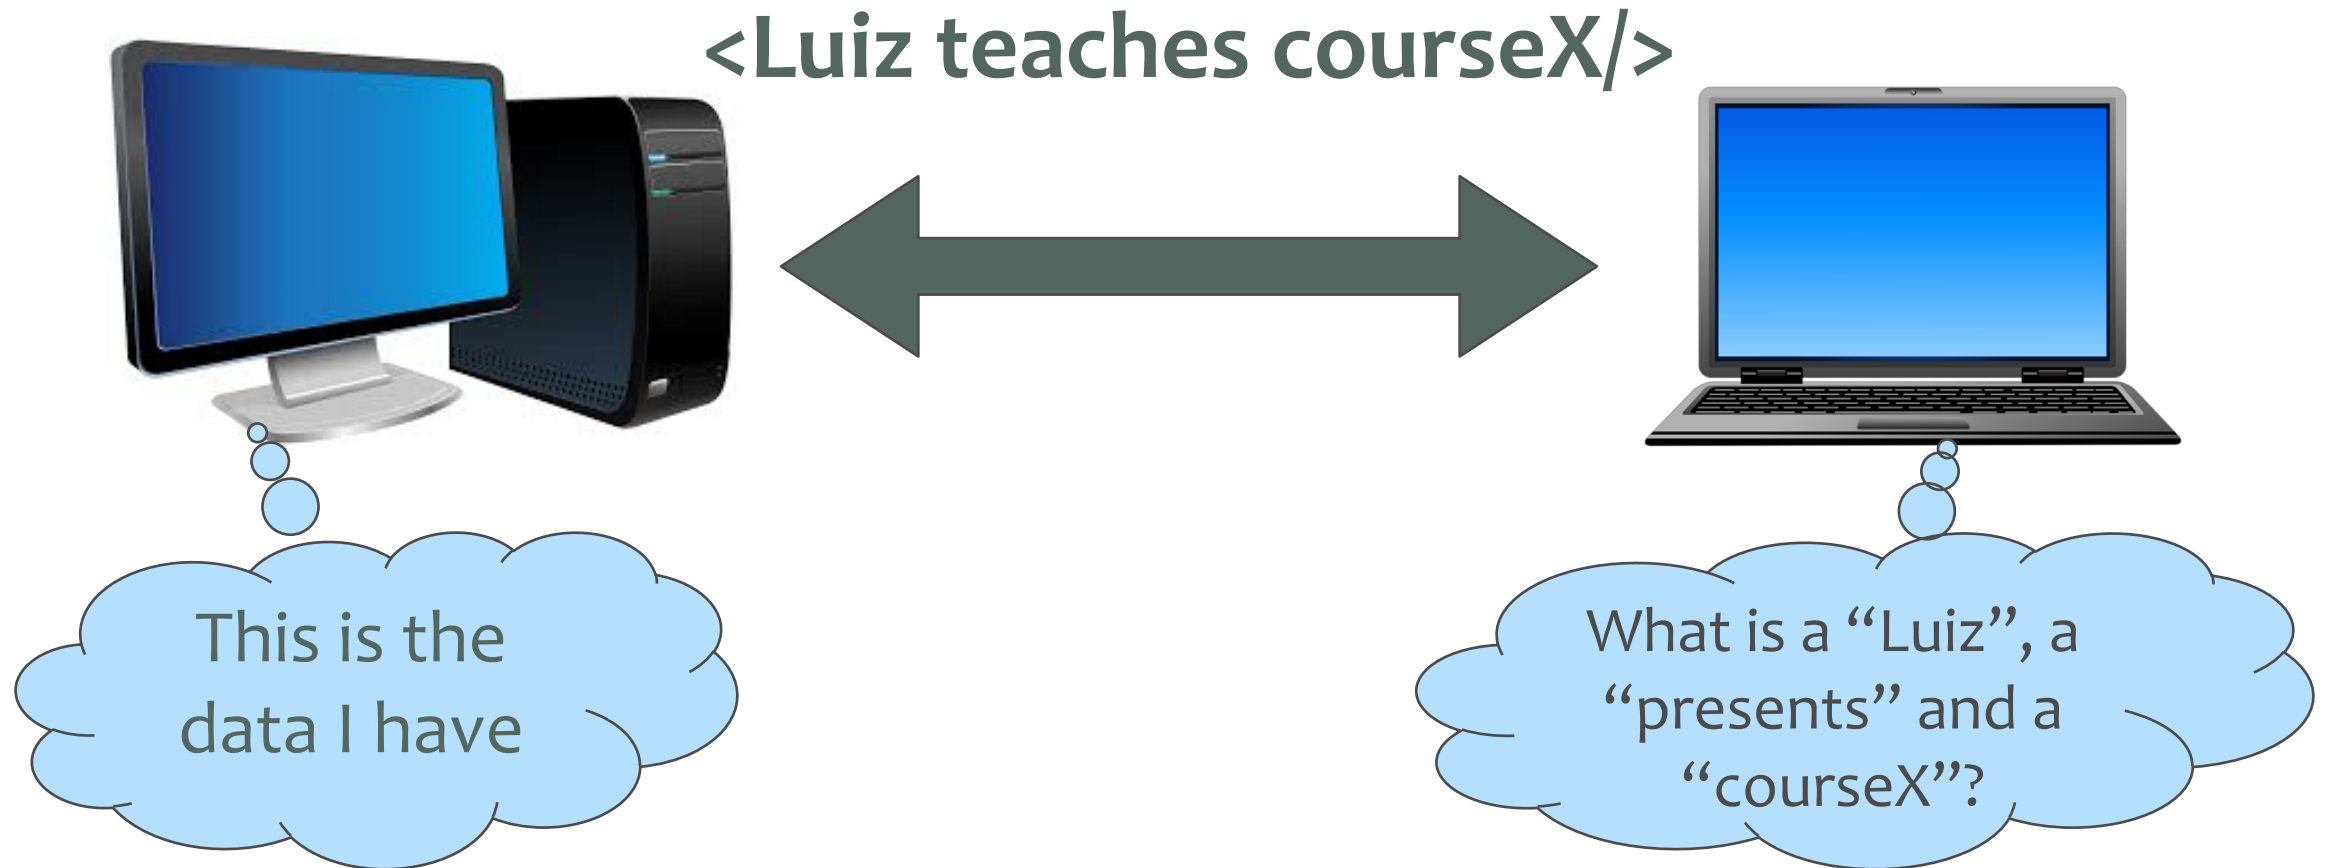 <Luiz teaches courseX/>
This is the
data I have
What is a “Luiz”, a
“presents” and a
“courseX”?